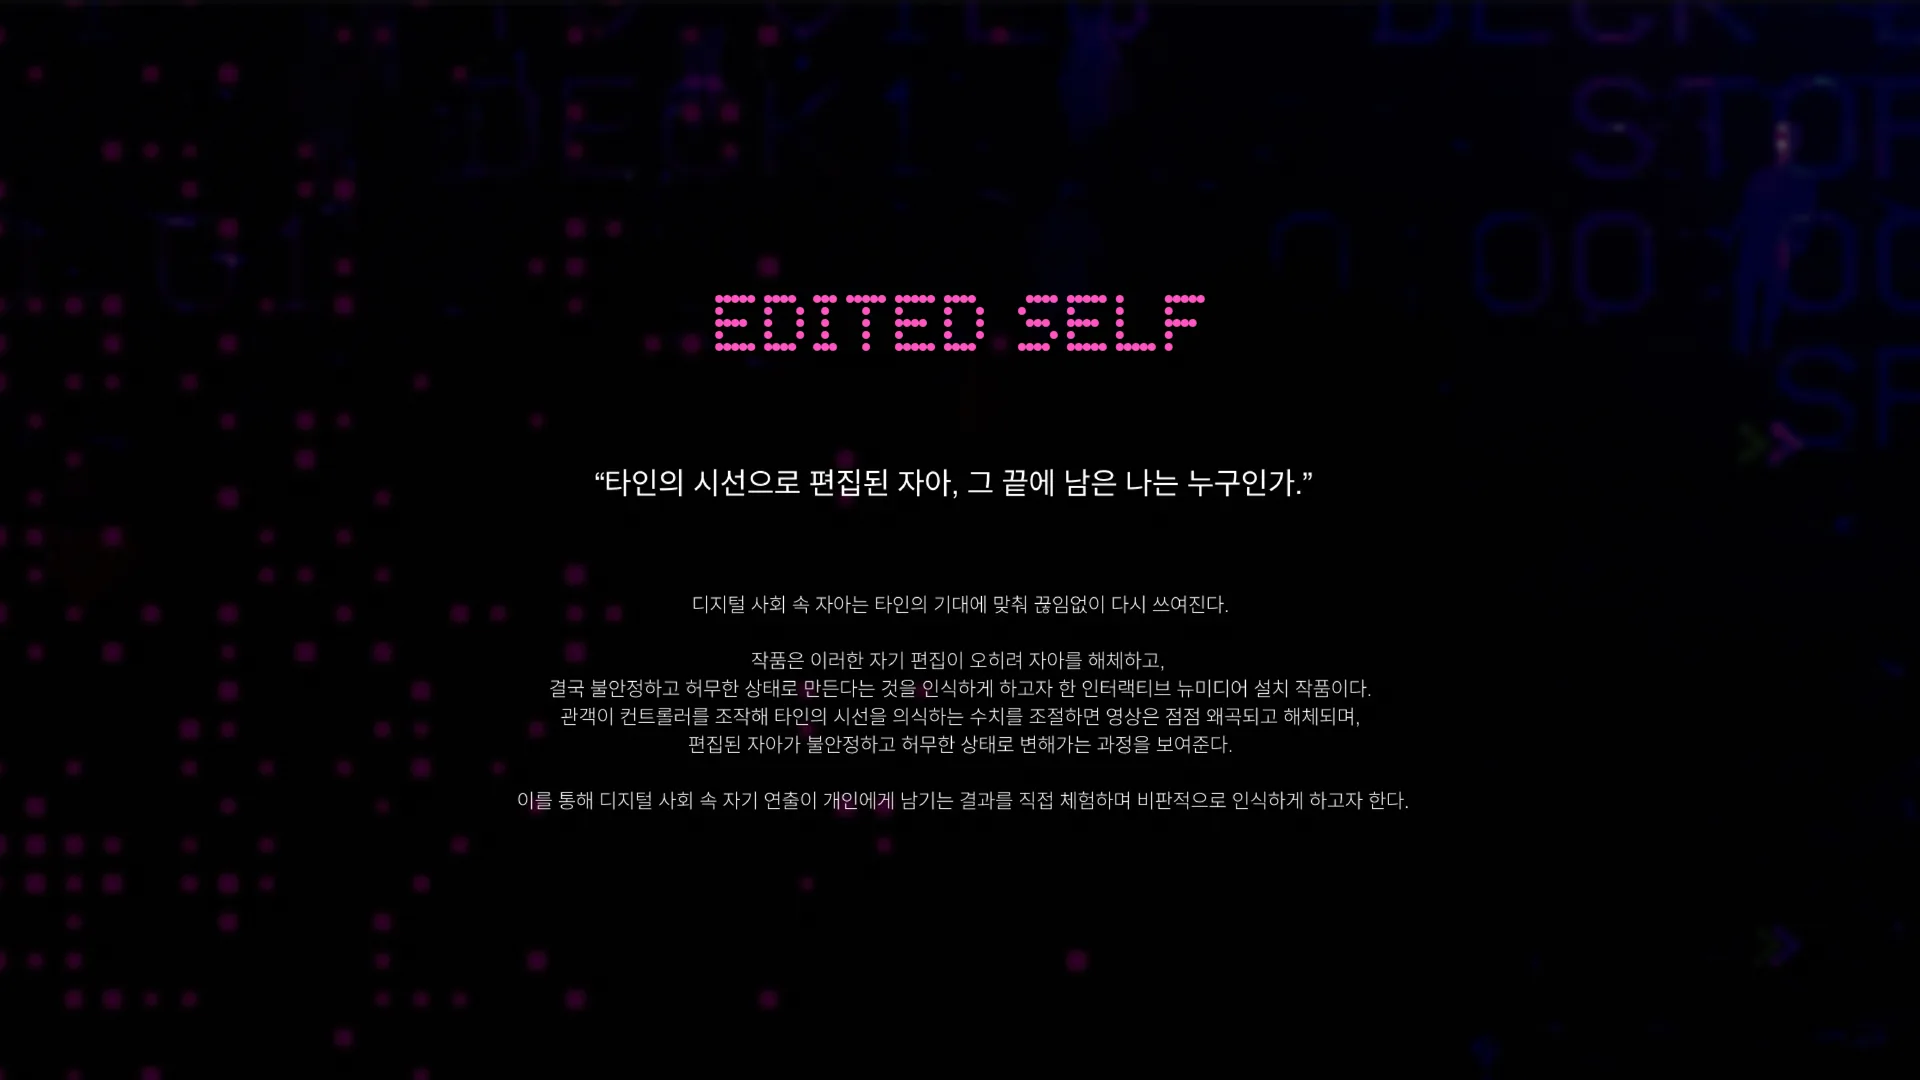 DECK 1
STOP
00
EDITED SELF
“타인의 시선으로 편집된 자아, 그 끝에 남은 나는 누구인가.”
디지털 사회 속 자아는 타인의 기대에 맞춰 끊임없이 다시 쓰여진다.
작품은 이러한 자기 편집이 오히려 자아를 해체하고,
결국 불안정하고 허무한 상태로 만든다는 것을 인식하게 하고자 한 인터랙티브 뉴미디어 설치 작품이다.
관객이 컨트롤러를 조작해 타인의 시선을 의식하는 수치를 조절하면 영상은 점점 왜곡되고 해체되며,
편집된 자아가 불안정하고 허무한 상태로 변해가는 과정을 보여준다.
이를 통해 디지털 사회 속 자기 연출이 개인에게 남기는 결과를 직접 체험하며 비판적으로 인식하게 하고자 한다.